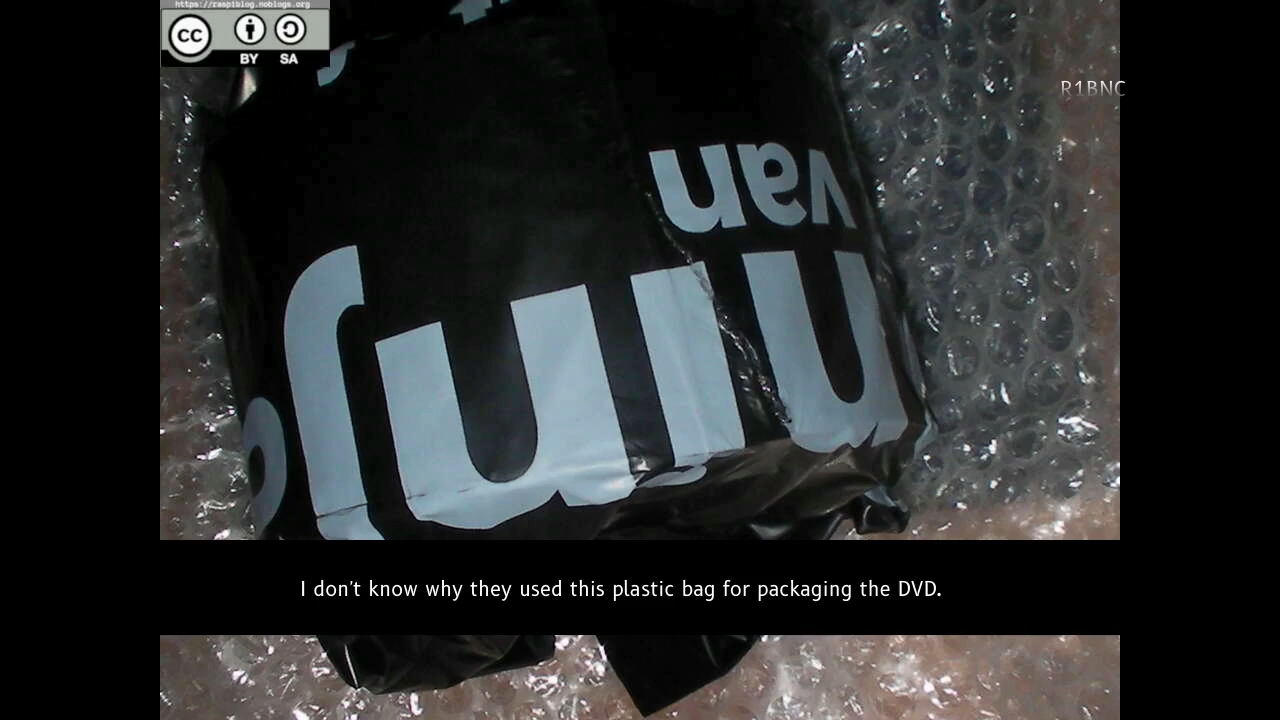 https://raspiblog.noblogs.org
cc
BY SA
R1BNC
van
I don't know why they used this plastic bag for packaging the DVD.